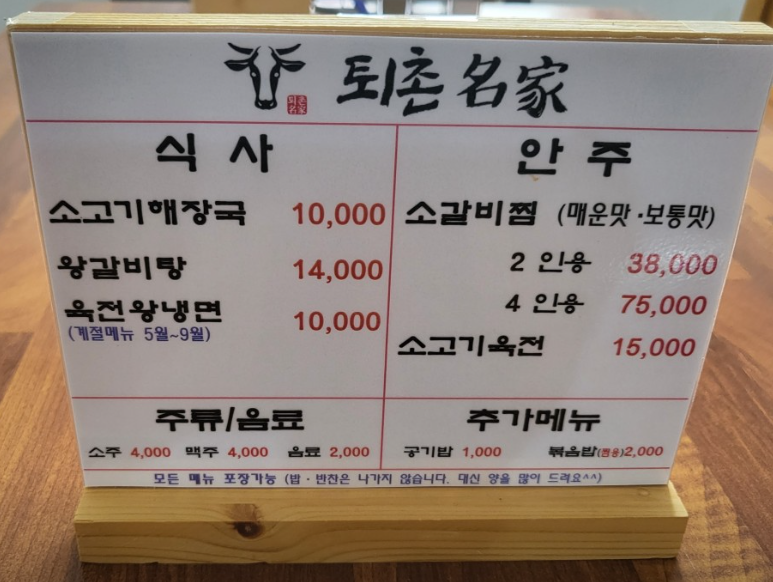 퇴촌 名家
식사
소고기해장국 10,000
왕갈비탕 14,000
육전왕냉면 10,000
(계절메뉴 5월~9월)
안주
소갈비찜 (매운맛·보통맛)
2 인용 38,000
4 인용 75,000
소고기육전 15,000
주류/음료
소주 4,000 맥주 4,000 음료 2,000
추가메뉴
공기밥 1,000 볶음밥(찜용)2,000
모든 메뉴 포장가능 (밥·반찬은 나가지 않습니다. 대신 양을 많이 드려요^^)